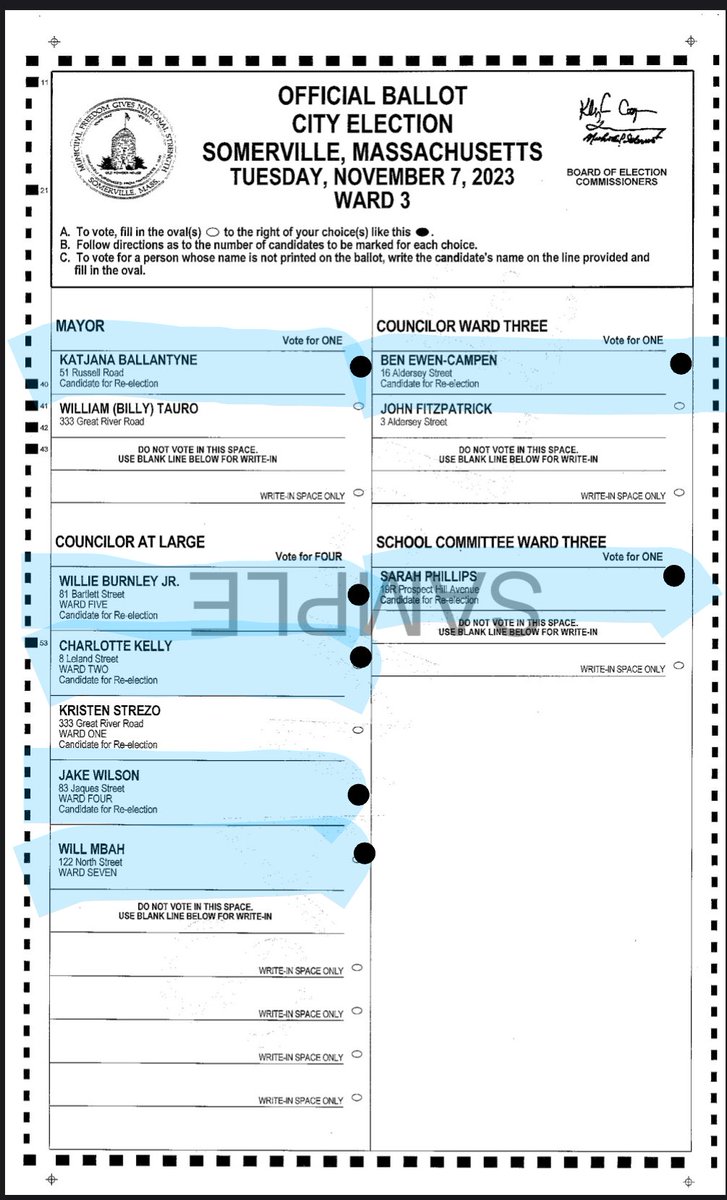 OFFICIAL BALLOT
CITY ELECTION
SOMERVILLE, MASSACHUSETTS
TUESDAY, NOVEMBER 7, 2023
WARD 3
MUNICIPAL FREEDOM GIVES NATIONAL STRENGTH
SOMERVILLE, MASS.
BOARD OF ELECTION
COMMISSIONERS
11
21
A. To vote, fill in the oval(s) to the right of your choice(s) like this .
B. Follow directions as to the number of candidates to be marked for each choice.
C. To vote for a person whose name is not printed on the ballot, write the candidate's name on the line provided and
fill in the oval.
MAYOR
Vote for ONE
KATJANA BALLANTYNE
51 Russell Road
Candidate for Re-election
40
41
WILLIAM (BILLY) TAURO
333 Great River Road
42
43
DO NOT VOTE IN THIS SPACE.
USE BLANK LINE BELOW FOR WRITE-IN
WRITE-IN SPACE ONLY
COUNCILOR WARD THREE
Vote for ONE
BEN EWEN-CAMPEN
16 Aldersey Street
Candidate for Re-election
JOHN FITZPATRICK
3 Aldersey Street
DO NOT VOTE IN THIS SPACE.
USE BLANK LINE BELOW FOR WRITE-IN
WRITE-IN SPACE ONLY
COUNCILOR AT LARGE
Vote for FOUR
WILLIE BURNLEY JR.
81 Bartlett Street
WARD FIVE
Candidate for Re-election
53
CHARLOTTE KELLY
8 Leland Street
WARD TWO
Candidate for Re-election
KRISTEN STREZO
333 Great River Road
WARD ONE
Candidate for Re-election
JAKE WILSON
83 Jaques Street
WARD FOUR
Candidate for Re-election
WILL MBAH
122 North Street
WARD SEVEN
DO NOT VOTE IN THIS SPACE.
USE BLANK LINE BELOW FOR WRITE-IN
WRITE-IN SPACE ONLY
WRITE-IN SPACE ONLY
WRITE-IN SPACE ONLY
WRITE-IN SPACE ONLY
SCHOOL COMMITTEE WARD THREE
Vote for ONE
SARAH PHILLIPS
19R Prospect Hill Avenue
Candidate for Re-election
DO NOT VOTE IN THIS SPACE.
USE BLANK LINE BELOW FOR WRITE-IN
WRITE-IN SPACE ONLY
SAMPLE